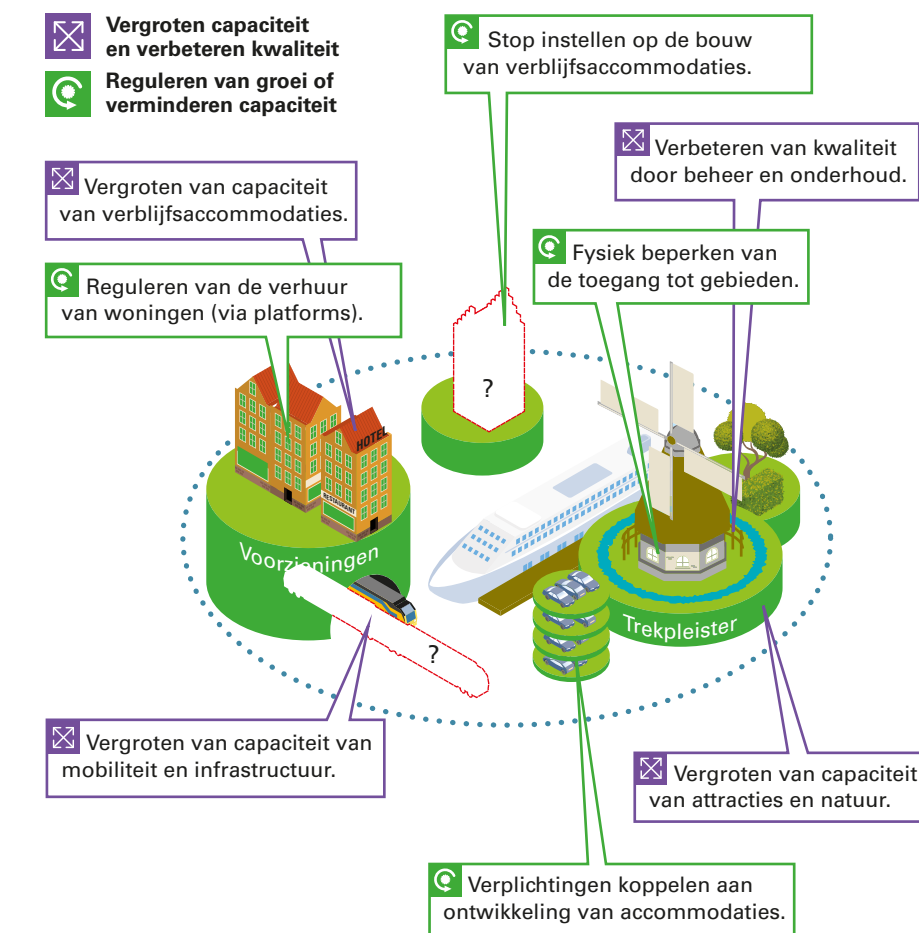 Vergroten capaciteit
en verbeteren kwaliteit
Reguleren van groei of
verminderen capaciteit
Stop instellen op de bouw
van verblijfsaccommodaties.
Verbeteren van kwaliteit
door beheer en onderhoud.
Vergroten van capaciteit
van verblijfsaccommodaties.
Fysiek beperken van
de toegang tot gebieden.
Reguleren van de verhuur
van woningen (via platforms).
?
HOTEL
RESTAURANT
Voorzieningen
Trekpleister
?
Vergroten van capaciteit van
mobiliteit en infrastructuur.
Vergroten van capaciteit
van attracties en natuur.
Verplichtingen koppelen aan
ontwikkeling van accommodaties.